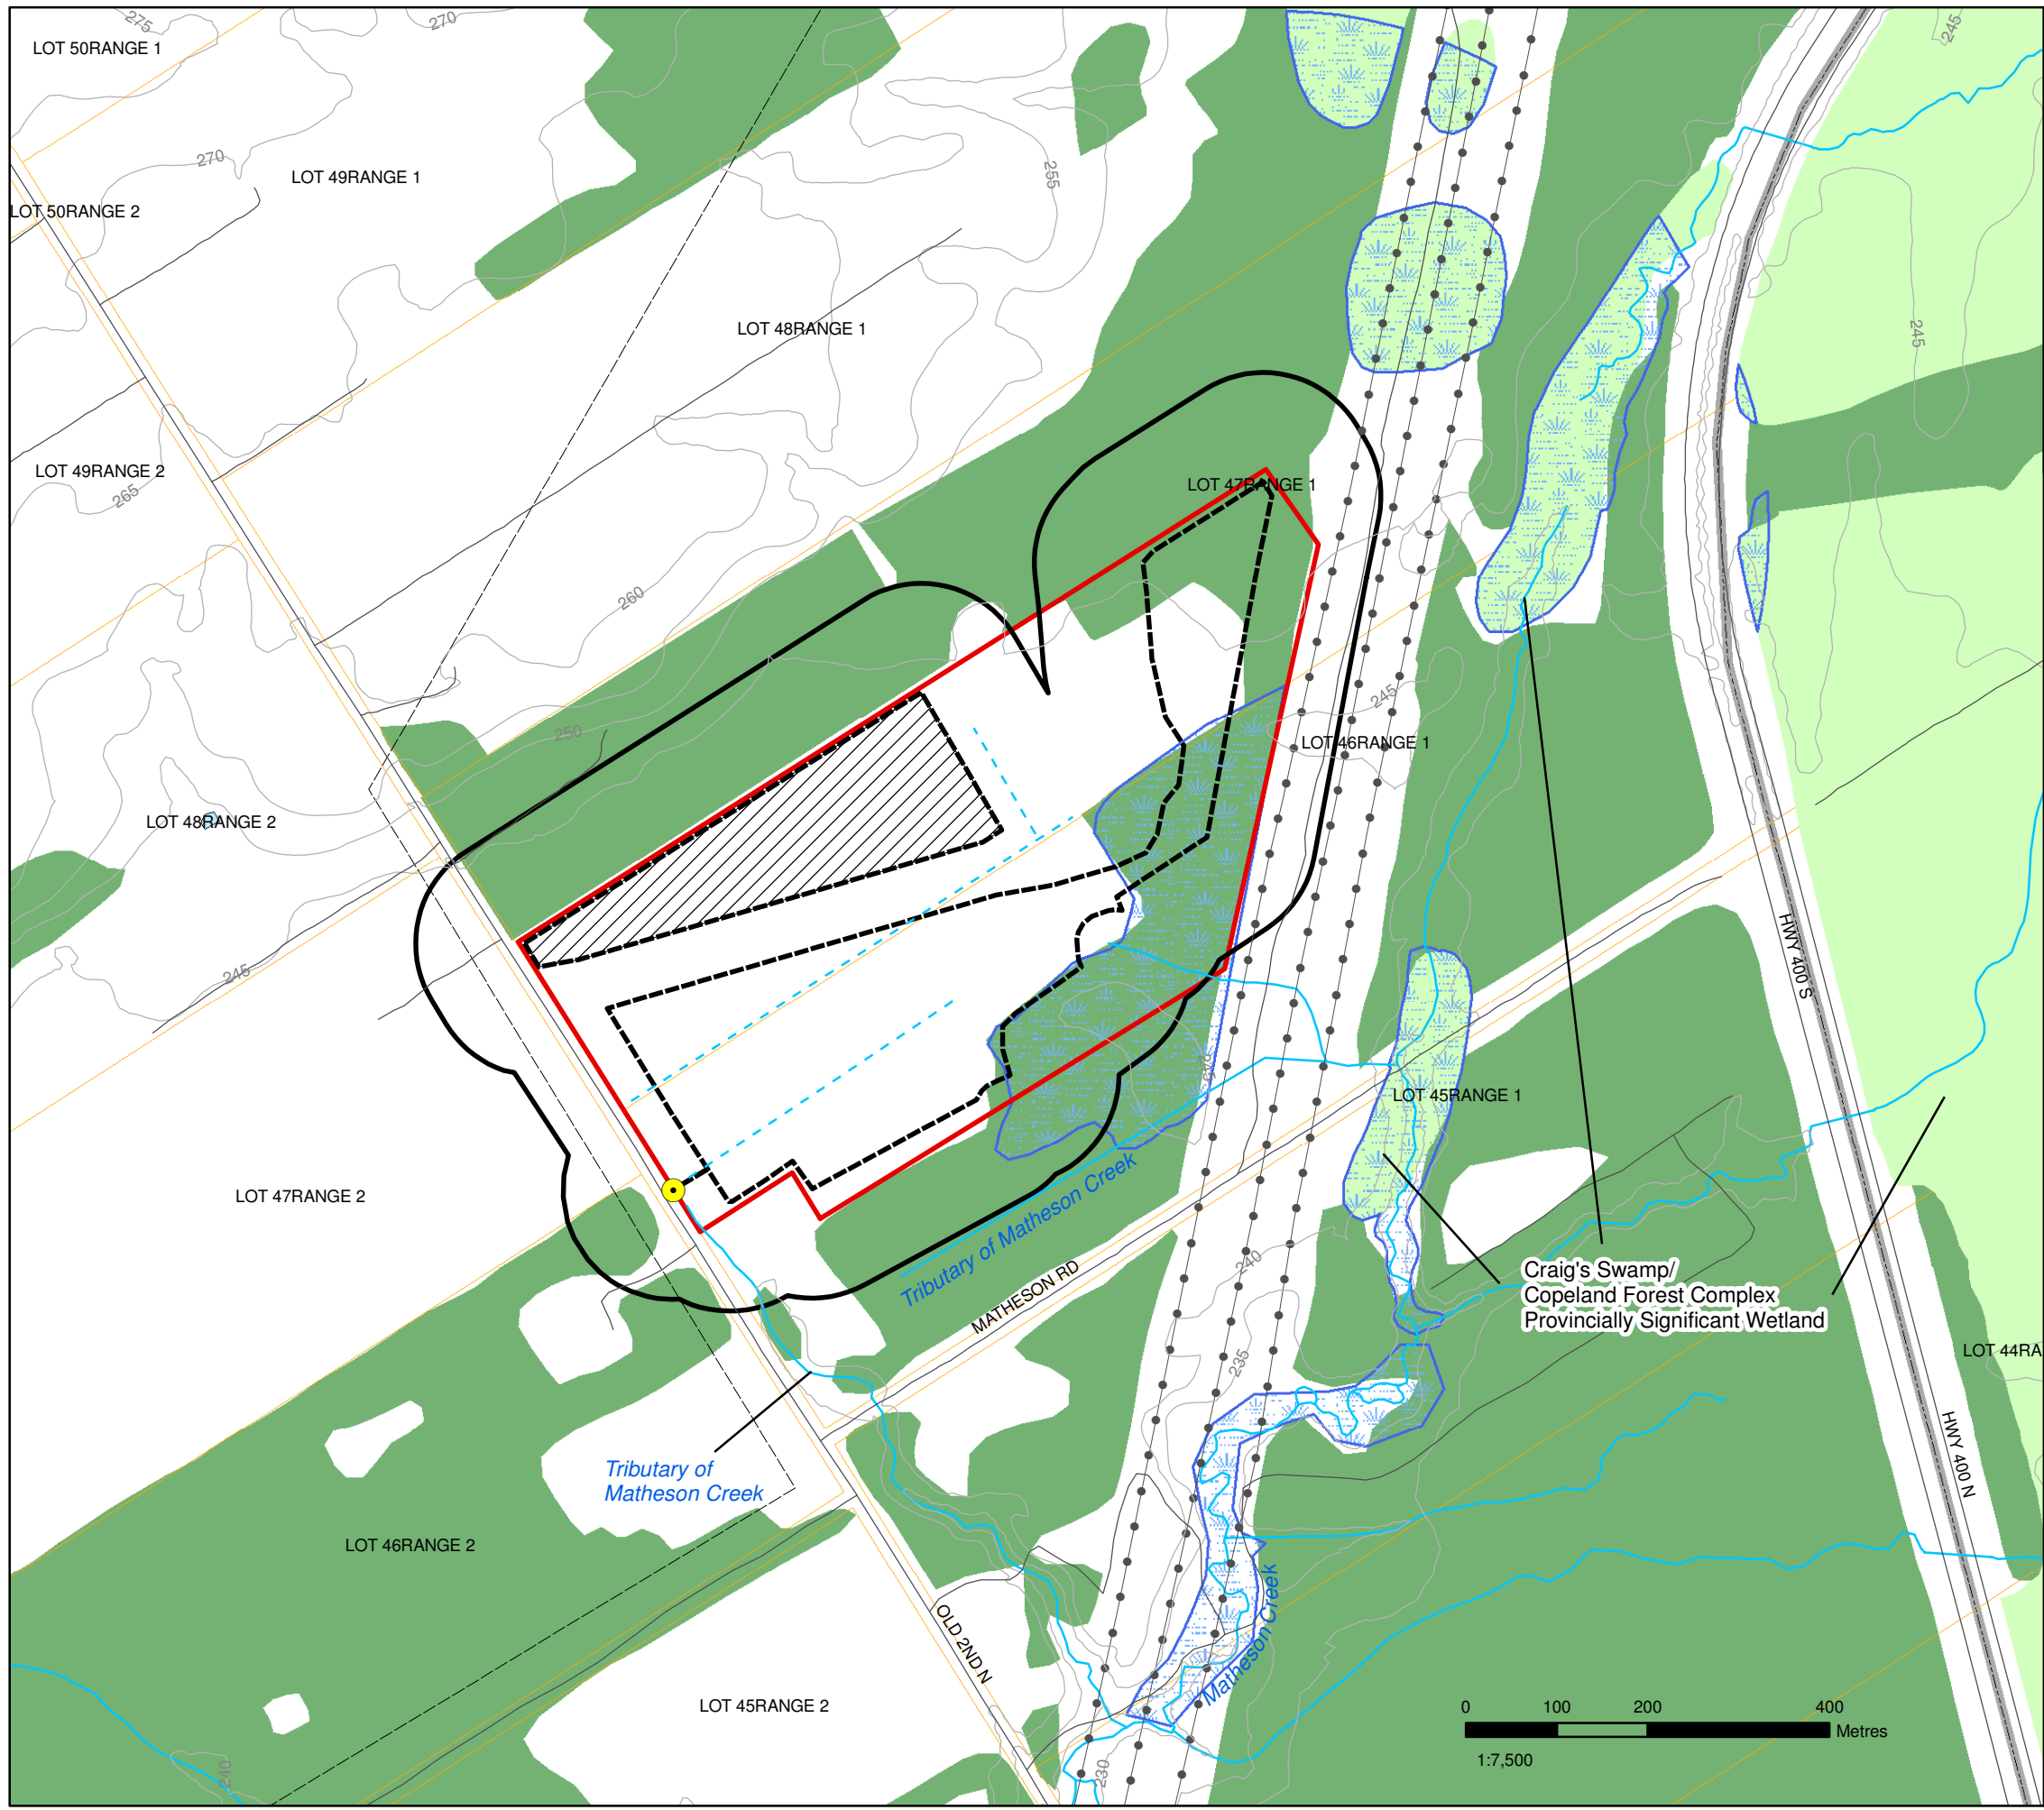 275
270
245
LOT 50RANGE 1
270
LOT 49RANGE 1
255
LOT 50RANGE 2
LOT 48RANGE 1
245
LOT 49RANGE 2
265
LOT 47RANGE 1
260
250
245
LOT 46RANGE 1
LOT 48RANGE 2
245
HWY 400 S
245
LOT 45RANGE 1
LOT 47RANGE 2
Tributary of Matheson Creek
MATHESON RD
240
Craig's Swamp/
Copeland Forest Complex
Provincially Significant Wetland
235
LOT 44RA
HWY 400 N
Tributary of
Matheson Creek
LOT 46RANGE 2
OLD 2ND N
Matheson Creek
LOT 45RANGE 2
0 100 200 400
Metres
1:7,500
240
230